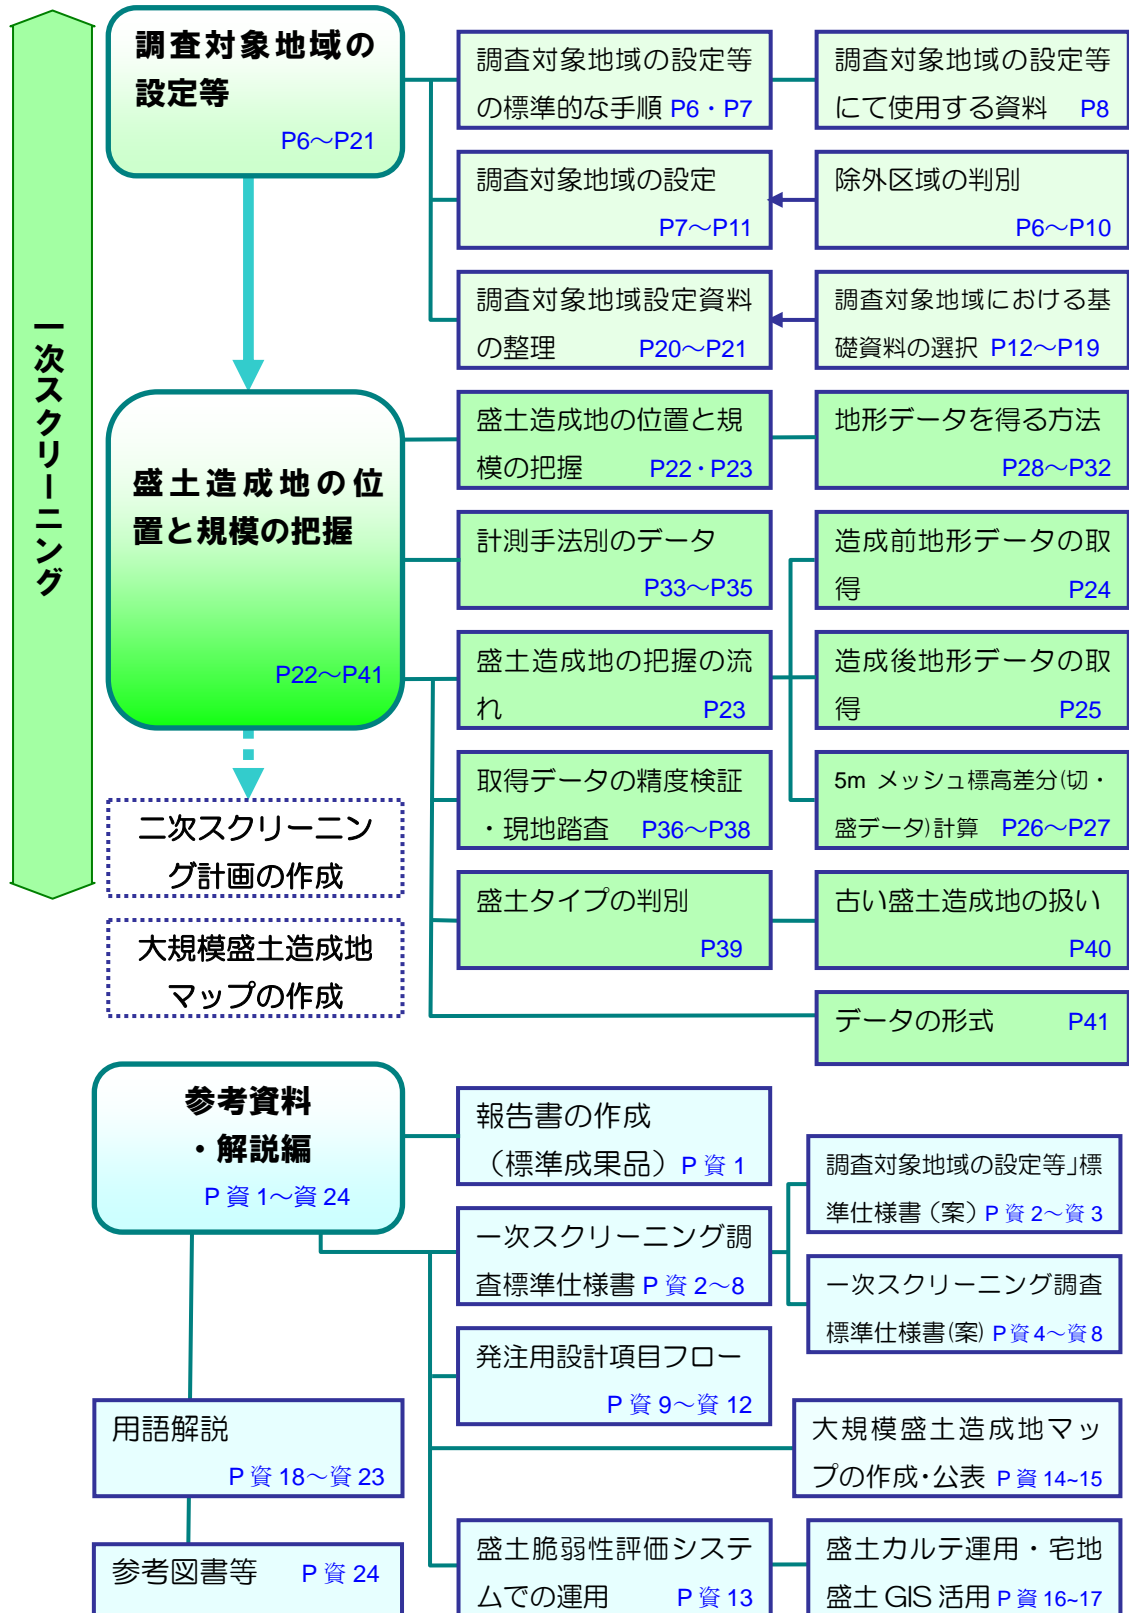 一次スクリーニング
調査対象地域の
設定等
P6～P21
調査対象地域の設定等
の標準的な手順 P6・P7
調査対象地域の設定等
にて使用する資料 P8
調査対象地域の設定
P7～P11
除外区域の判別
P6～P10
調査対象地域設定資料
の整理 P20～P21
調査対象地域における基
礎資料の選択 P12～P19
盛土造成地の位
置と規模の把握
P22～P41
盛土造成地の位置と規
模の把握 P22・P23
地形データを得る方法
P28～P32
計測手法別のデータ
P33～P35
造成前地形データの取
得 P24
盛土造成地の把握の流
れ P23
造成後地形データの取
得 P25
取得データの精度検証
・現地踏査 P36～P38
5m メッシュ標高差分(切・
盛データ)計算 P26～P27
盛土タイプの判別
P39
古い盛土造成地の扱い
P40
データの形式 P41
二次スクリーニン
グ計画の作成
大規模盛土造成地
マップの作成
参考資料
・解説編
P 資 1～資 24
報告書の作成
（標準成果品）P 資 1
一次スクリーニング調
査標準仕様書 P 資 2～8
調査対象地域の設定等」標
準仕様書（案）P 資 2～資 3
一次スクリーニング調査
標準仕様書(案) P 資 4～資 8
発注用設計項目フロー
P 資 9～資 12
大規模盛土造成地マッ
プの作成・公表 P 資 14~15
用語解説
P 資 18～資 23
参考図書等 P 資 24
盛土脆弱性評価システ
ムでの運用 P 資 13
盛土カルテ運用・宅地
盛土 GIS 活用 P 資 16~17